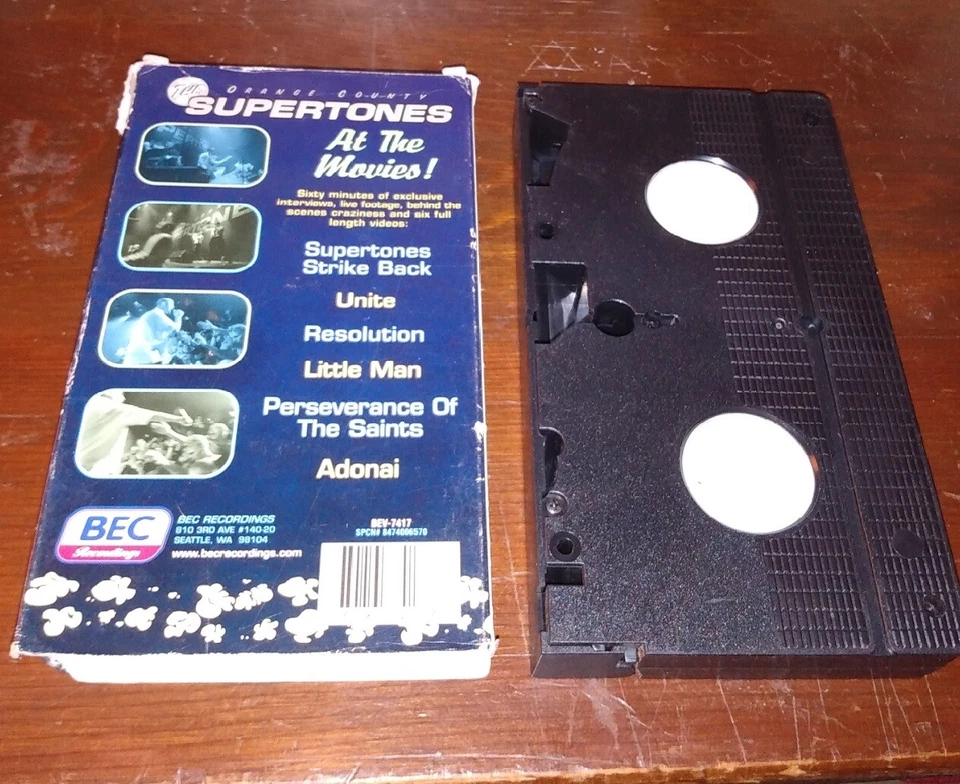 The
ORANGE COUNTY
SUPERTONES
At The
Movies!
Sixty minutes of exclusive
interviews, live footage, behind the
scenes craziness and six full
length videos:
Supertones
Strike Back
Unite
Resolution
Little Man
Perseverance Of
The Saints
Adonai
BEC
Recordings
BEC RECORDINGS
810 3RD AVE #140-20
SEATTLE, WA 98104
www.becrecordings.com
BEV-7417
SPCN# 8474006570